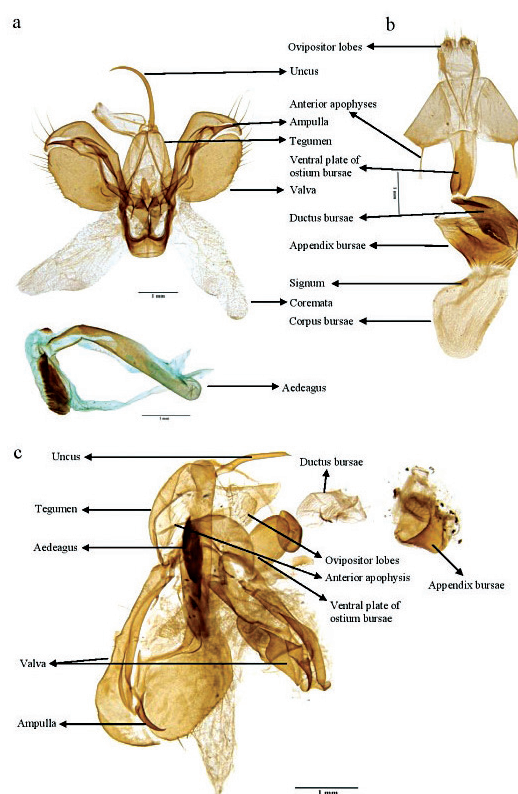 a
b
Ovipositor lobes
Uncus
Anterior apophyses
Ampulla
Tegumen
Ventral plate of
ostium bursae
Valva
1 mm
Ductus bursae
Appendix bursae
Signum
1 mm
Coremata
Corpus bursae
Aedeagus
1 mm
c
Uncus
Ductus bursae
Tegumen
Aedeagus
Ovipositor lobes
Anterior apophysis
Appendix bursae
Ventral plate of
ostium bursae
Valva
Ampulla
1 mm